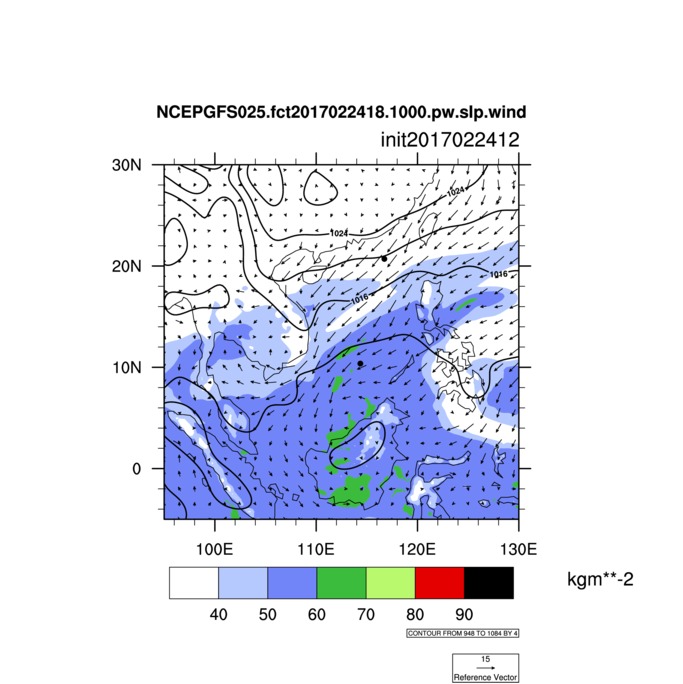 NCEPGFS025.fct2017022418.1000.pw.slp.wind
init2017022412
30N
1024
1024
20N
1016
1016
10N
0
100E 110E 120E 130E
kgm**-2
40 50 60 70 80 90
CONTOUR FROM 948 TO 1084 BY 4
15
Reference Vector